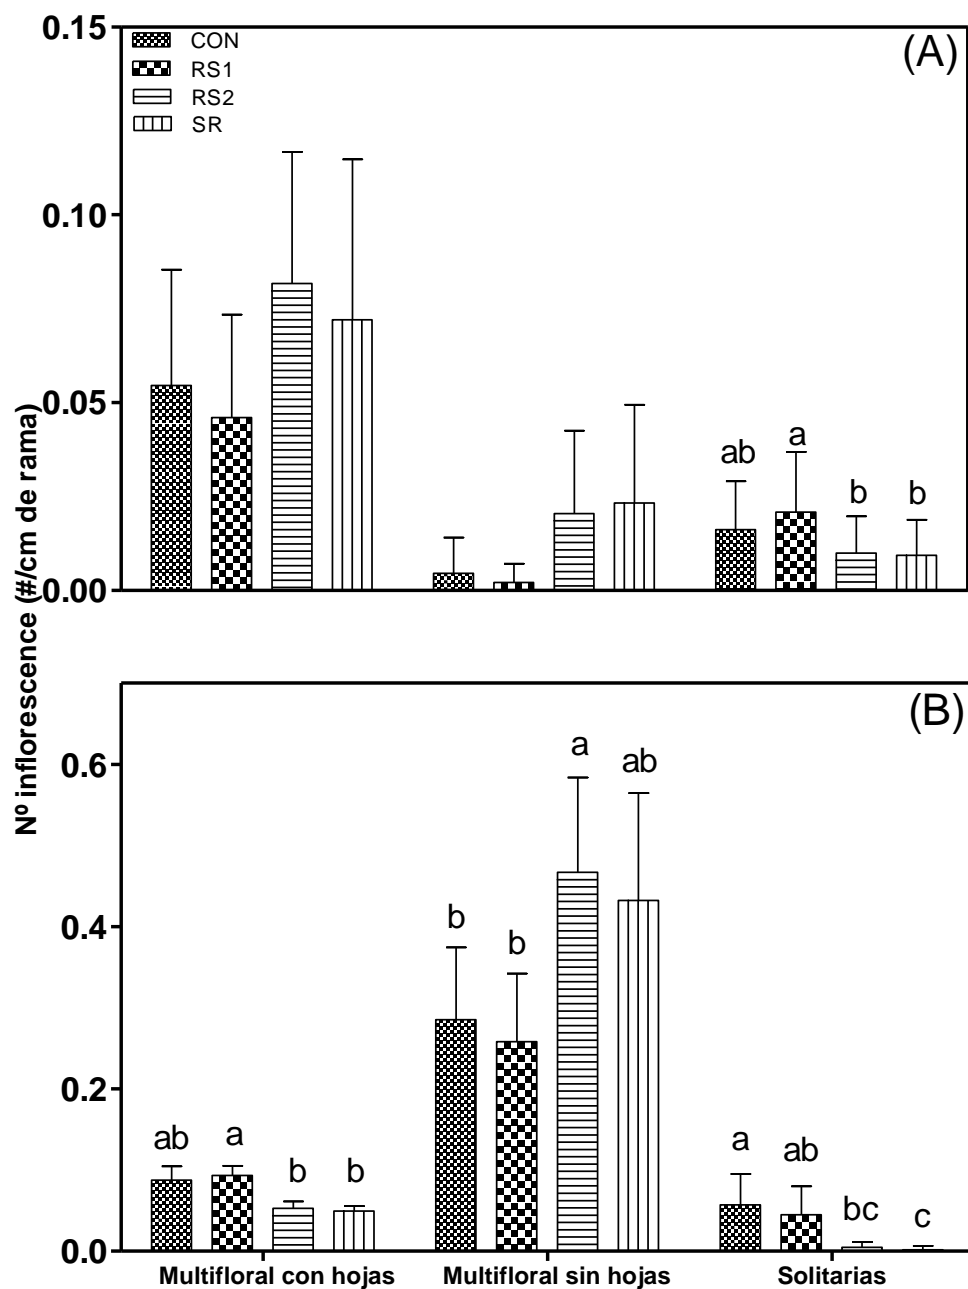 0.15
(A)
CON
RS1
RS2
SR
0.10
0.05
0.00
ab
a
b
b
Nº inflorescence (#/cm de rama)
(B)
0.6
0.4
0.2
0.0
ab
a
b
b
b
b
a
ab
a
ab
bc
c
Multifloral con hojas
Multifloral sin hojas
Solitarias